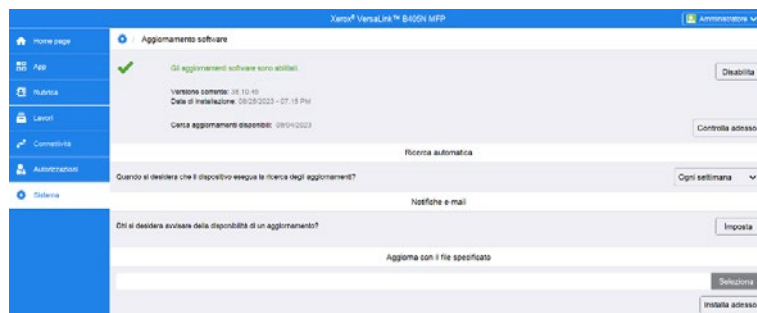 Xerox® VersaLink™ B405N MFP
Amministratore
Home page
Aggiornamento software
App
Gli aggiornamenti software sono abilitati.
Disabilita
Rubrica
Versione corrente: 38.10.48
Data di installazione: 08/25/2023 - 07:15 PM
Lavori
Cerca aggiornamenti disponibili: 09/04/2023
Controlla adesso
Connettività
Ricerca automatica
Autorizzazioni
Quando si desidera che il dispositivo esegua la ricerca degli aggiornamenti?
Ogni settimana
Sistema
Notifiche e-mail
Chi si desidera avvisare della disponibilità di un aggiornamento?
Imposta
Aggiorna con il file specificato
Seleziona
Installa adesso